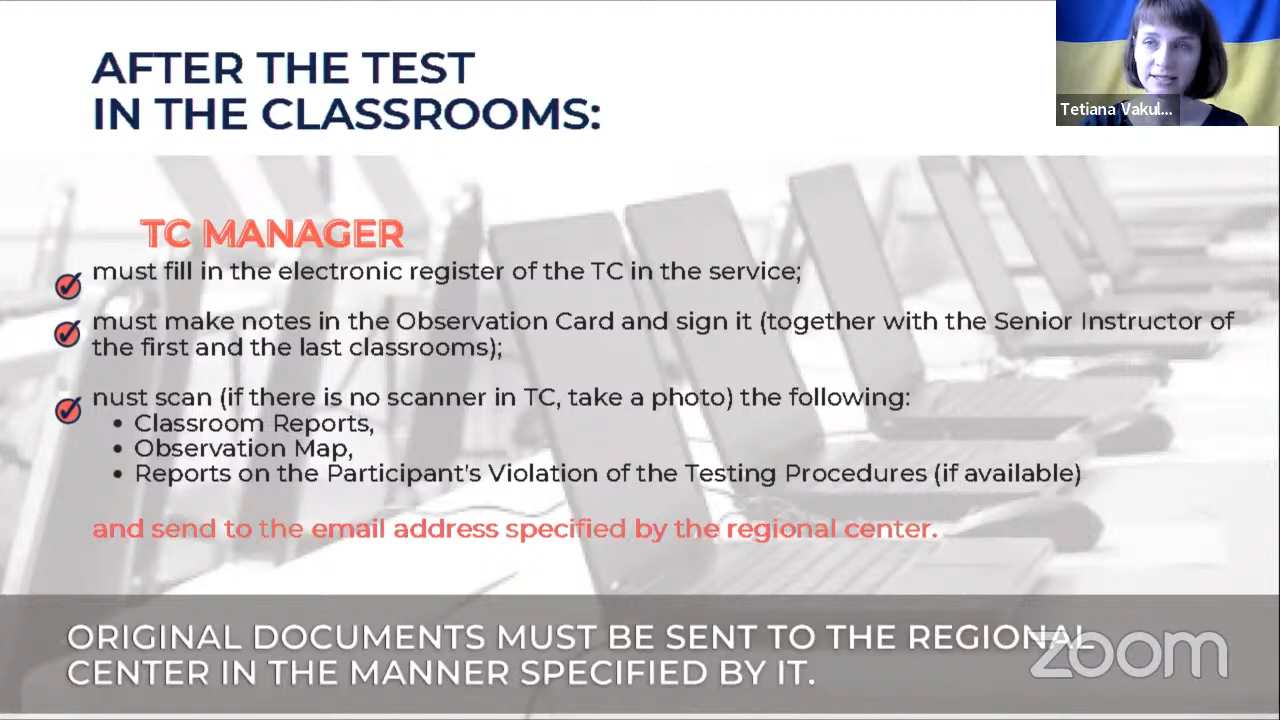 AFTER THE TEST
IN THE CLASSROOMS:
Tetiana Vakul...
TC MANAGER
must fill in the electronic register of the TC in the service;
must make notes in the Observation Card and sign it (together with the Senior Instructor of
the first and the last classrooms);
nust scan (if there is no scanner in TC, take a photo) the following:
• Classroom Reports,
• Observation Map,
• Reports on the Participant's Violation of the Testing Procedures (if available)
and send to the email address specified by the regional center.
ORIGINAL DOCUMENTS MUST BE SENT TO THE REGIONAL
CENTER IN THE MANNER SPECIFIED BY IT.
zoom